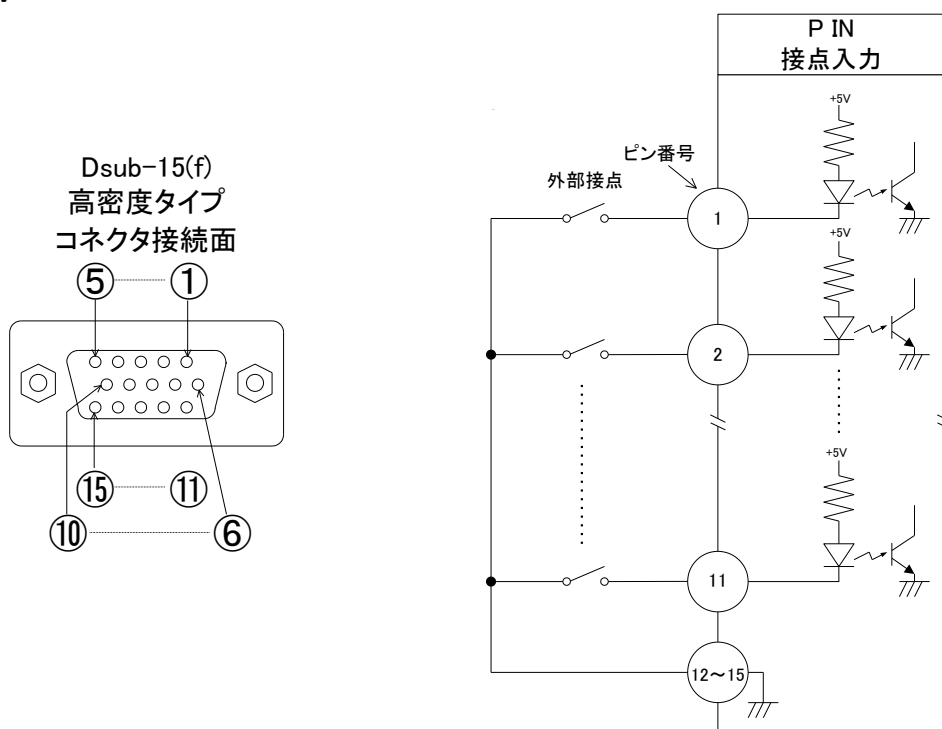 Dsub-15(f)
高密度タイプ
コネクタ接続面
⑤ ①
⑮ ⑪
⑩ ⑥
P IN
接点入力
ピン番号
外部接点
+5V
1
+5V
2
+5V
11
12～15